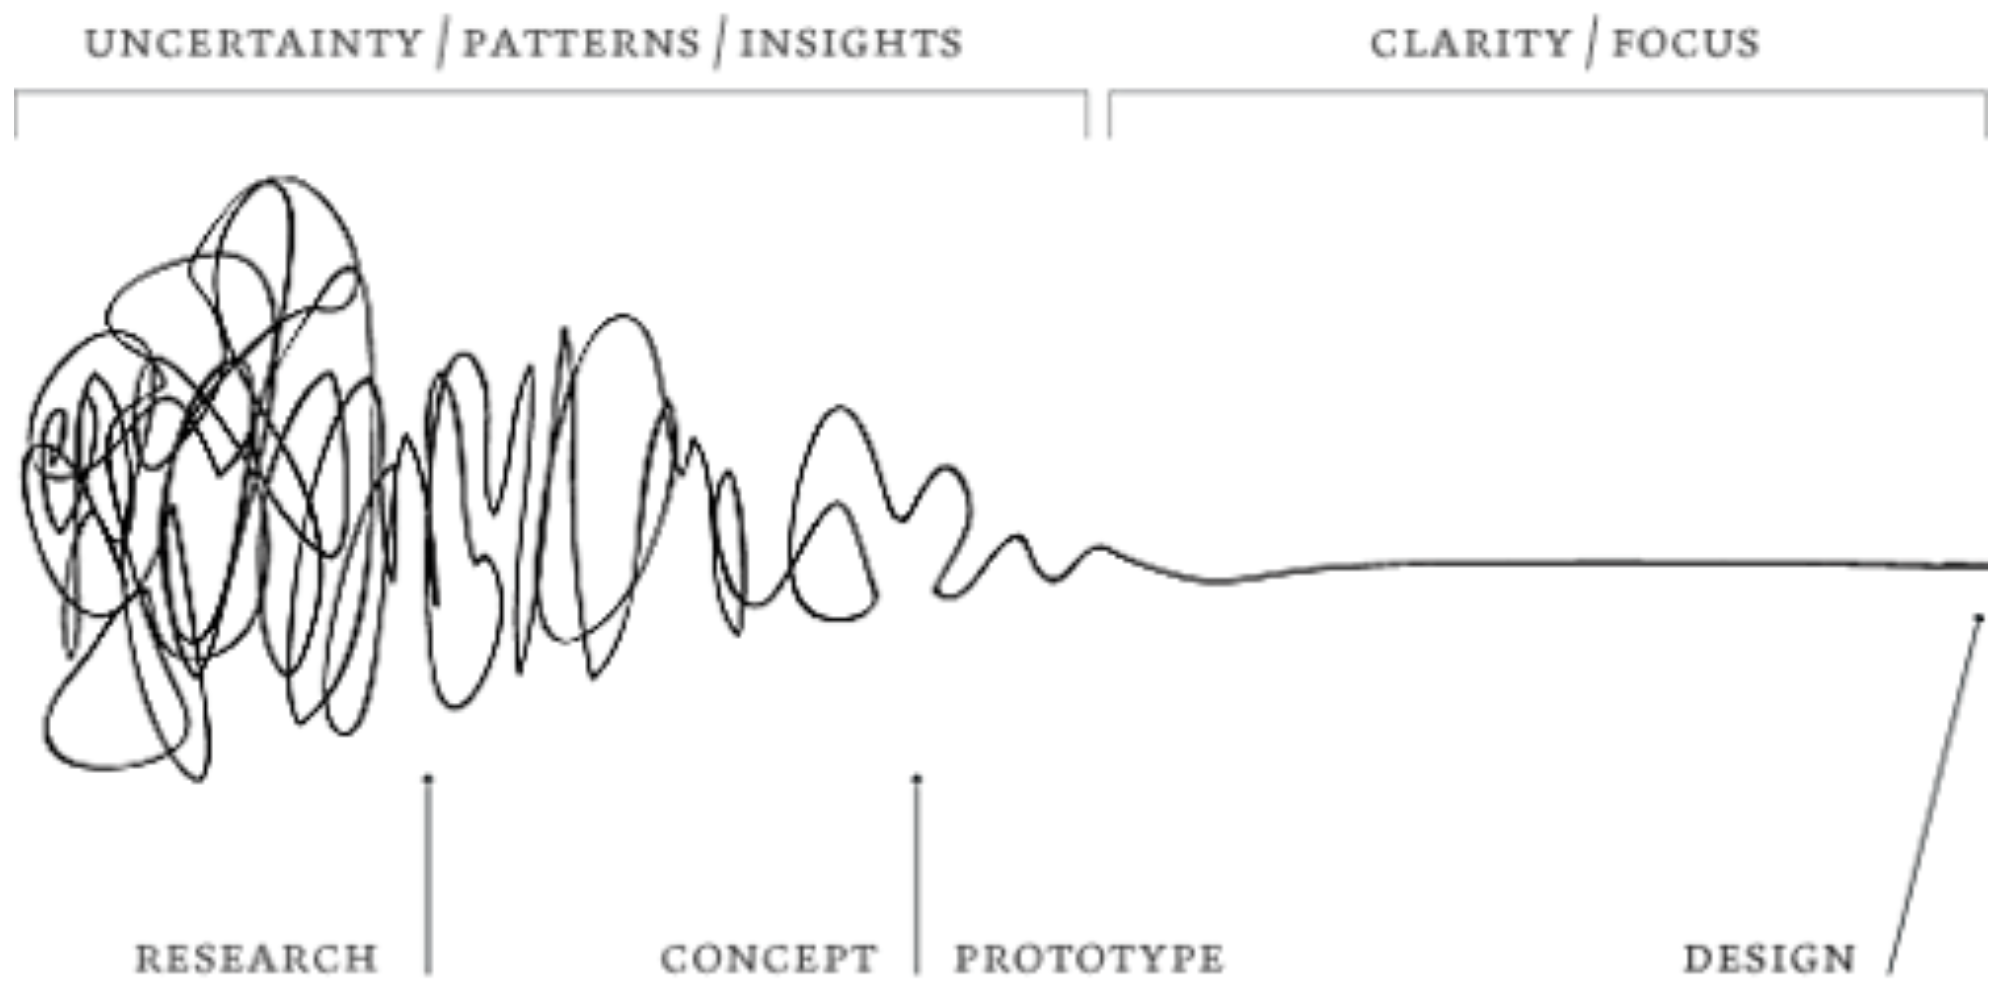 UNCERTAINTY / PATTERNS / INSIGHTS
CLARITY / FOCUS
RESEARCH
CONCEPT
PROTOTYPE
DESIGN